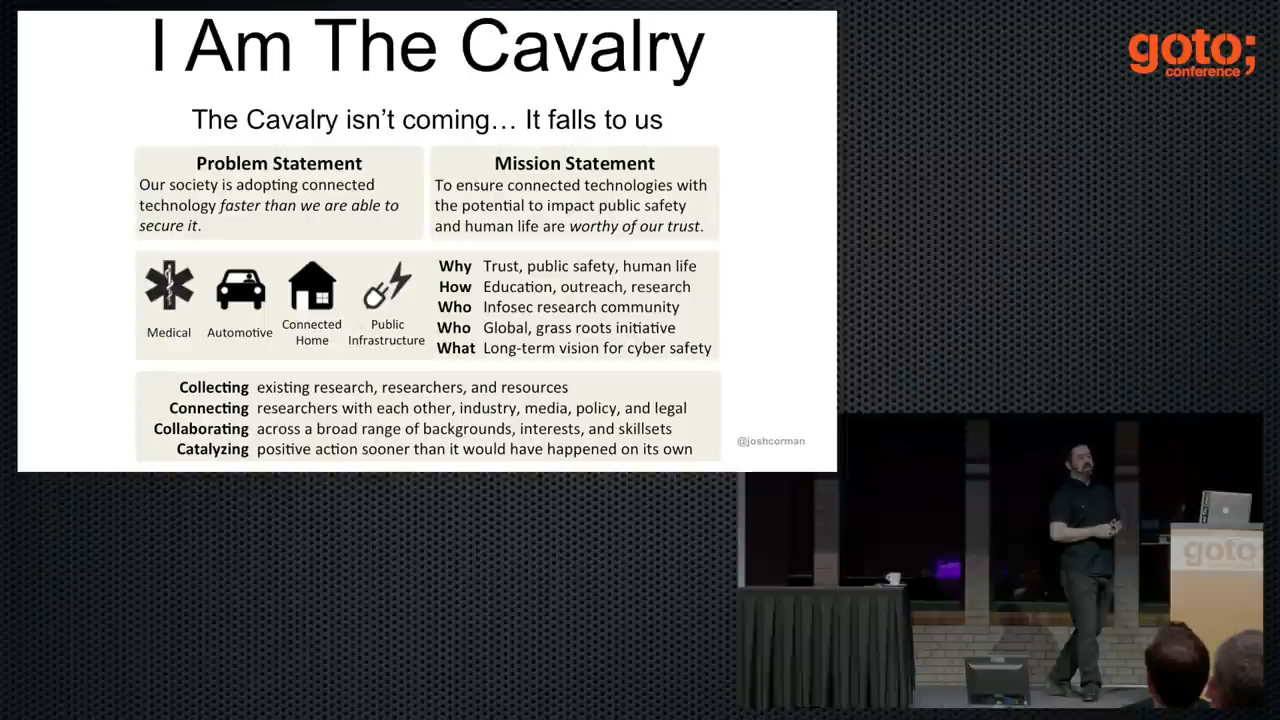 I Am The Cavalry
The Cavalry isn't coming… It falls to us
Problem Statement
Our society is adopting connected
technology faster than we are able to
secure it.
Mission Statement
To ensure connected technologies with
the potential to impact public safety
and human life are worthy of our trust.
Medical
Automotive
Connected
Home
Public
Infrastructure
Why Trust, public safety, human life
How Education, outreach, research
Who Infosec research community
Who Global, grass roots initiative
What Long-term vision for cyber safety
Collecting existing research, researchers, and resources
Connecting researchers with each other, industry, media, policy, and legal
Collaborating across a broad range of backgrounds, interests, and skillsets
Catalyzing positive action sooner than it would have happened on its own
@joshcorman
goto;
conference
goto;